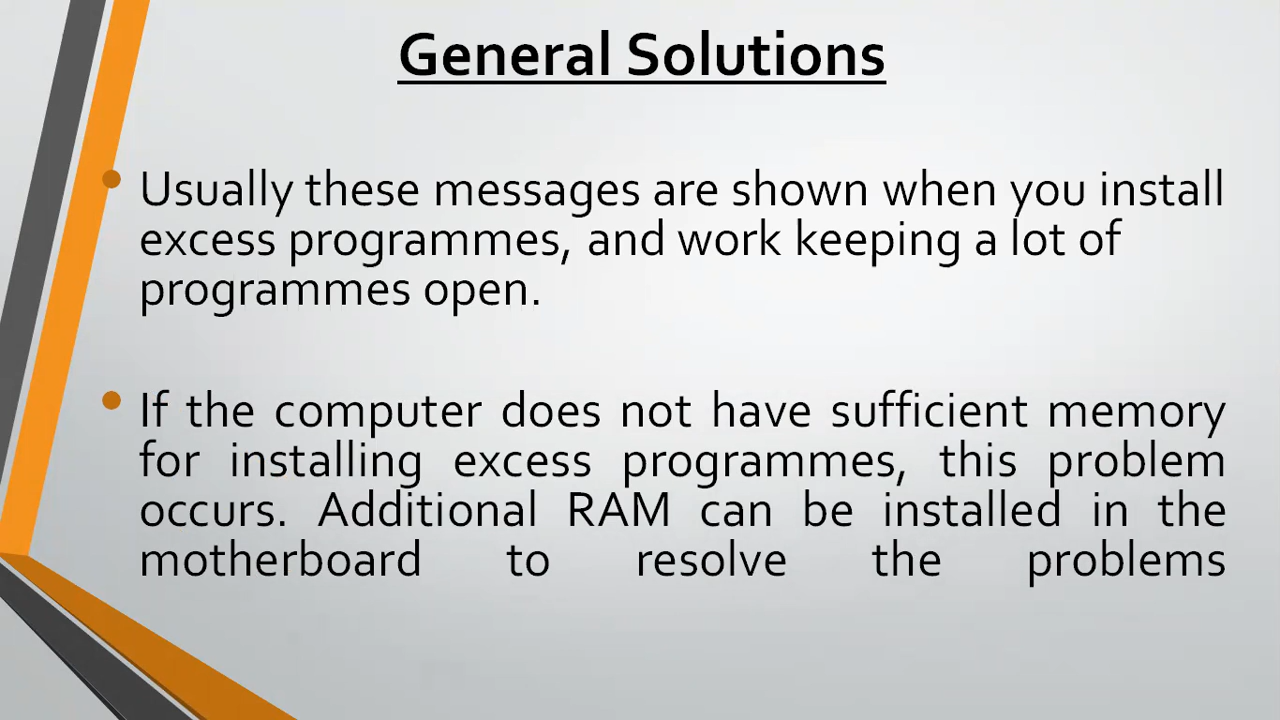 General Solutions
• Usually these messages are shown when you install
excess programmes, and work keeping a lot of
programmes open.
• If the computer does not have sufficient memory
for installing excess programmes, this problem
occurs. Additional RAM can be installed in the
motherboard to resolve the problems